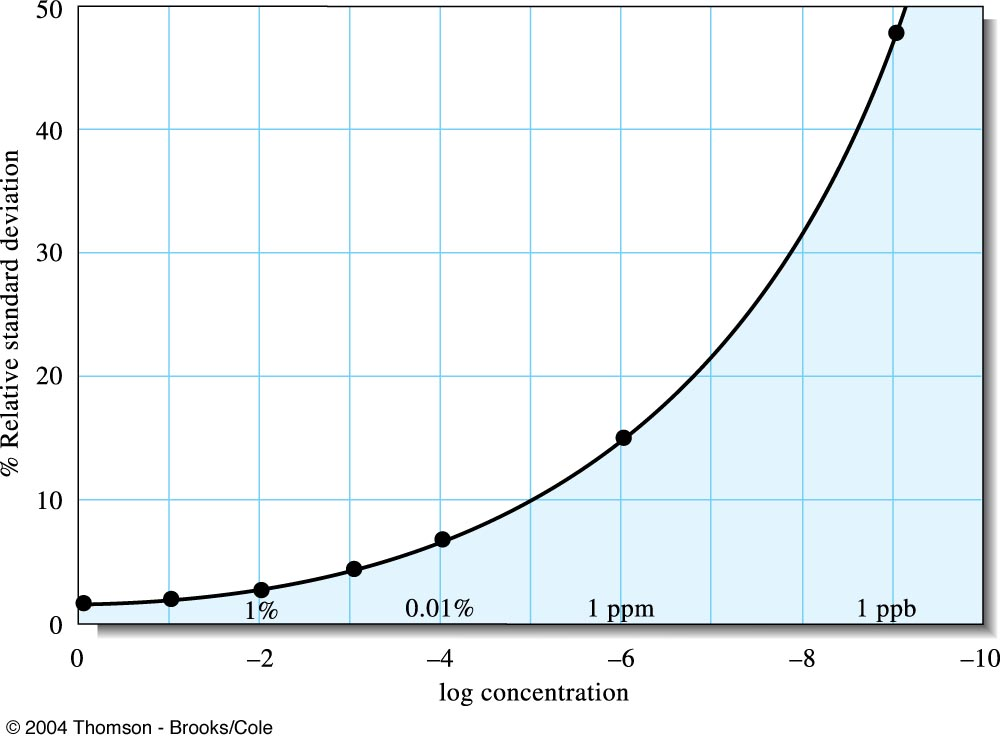 50
40
30
20
10
0
% Relative standard deviation
1%
0.01%
1 ppm
1 ppb
0
–2
–4
–6
–8
–10
log concentration
© 2004 Thomson - Brooks/Cole